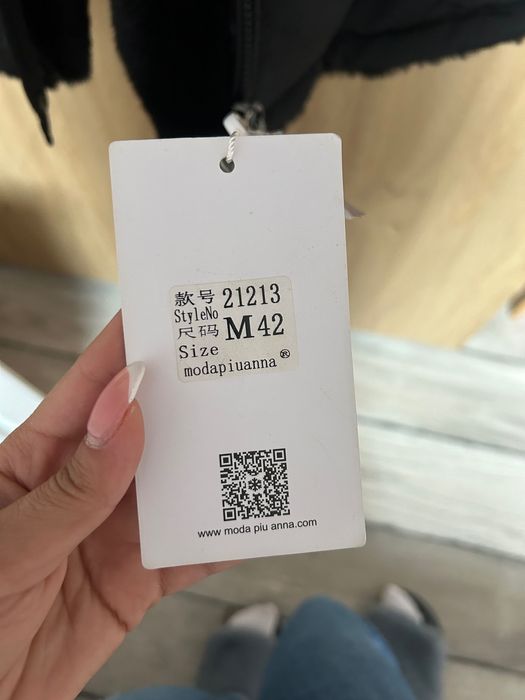 款号 21213
StyleNo
尺码 M42
Size
modapiuanna®
www moda piu anna.com